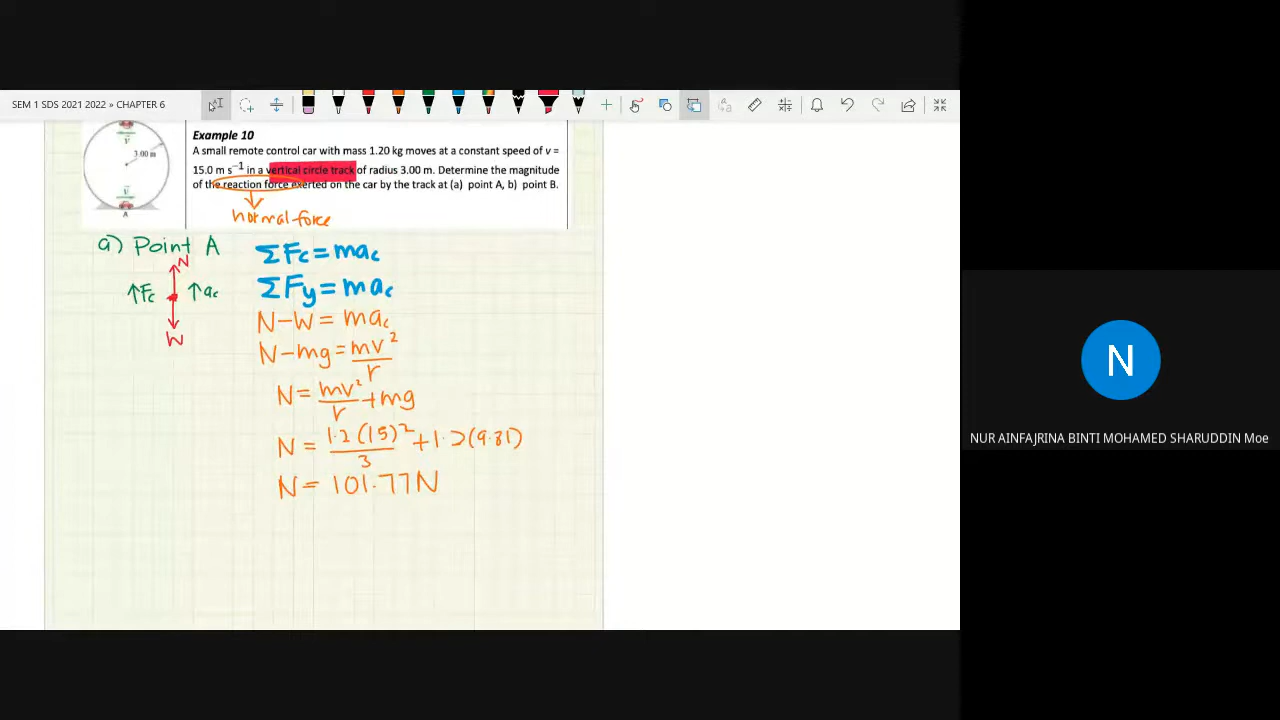 SEM 1 SDS 2021 2022 » CHAPTER 6
Example 10
A small remote control car with mass 1.20 kg moves at a constant speed of v =
15.0 m s⁻¹ in a vertical circle track of radius 3.00 m. Determine the magnitude
of the reaction force exerted on the car by the track at (a) point A, b) point B.
3.00 m
v
v
A
normal force
a) Point A
N
↑Fc
↑ac
W
ΣFc = mac
ΣFy = mac
N-W = mac
N-mg = mv²/r
N = mv²/r + mg
N = 1.2(15)²/3 + 1.2(9.81)
N = 101.77N
N
NUR AINFAJRINA BINTI MOHAMED SHARUDDIN Moe